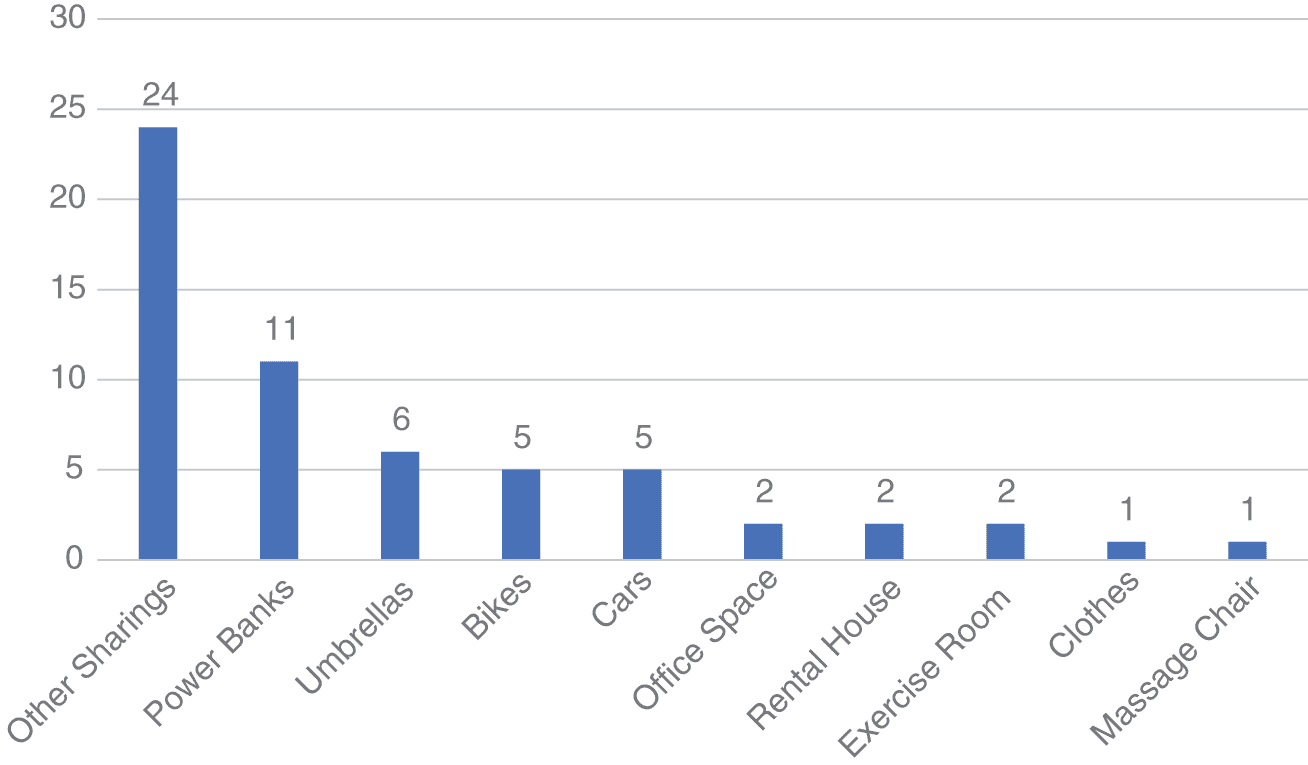 30
25
20
15
10
5
0
24
11
6
5
5
2
2
2
1
1
Other Sharings
Power Banks
Umbrellas
Bikes
Cars
Office Space
Rental House
Exercise Room
Clothes
Massage Chair